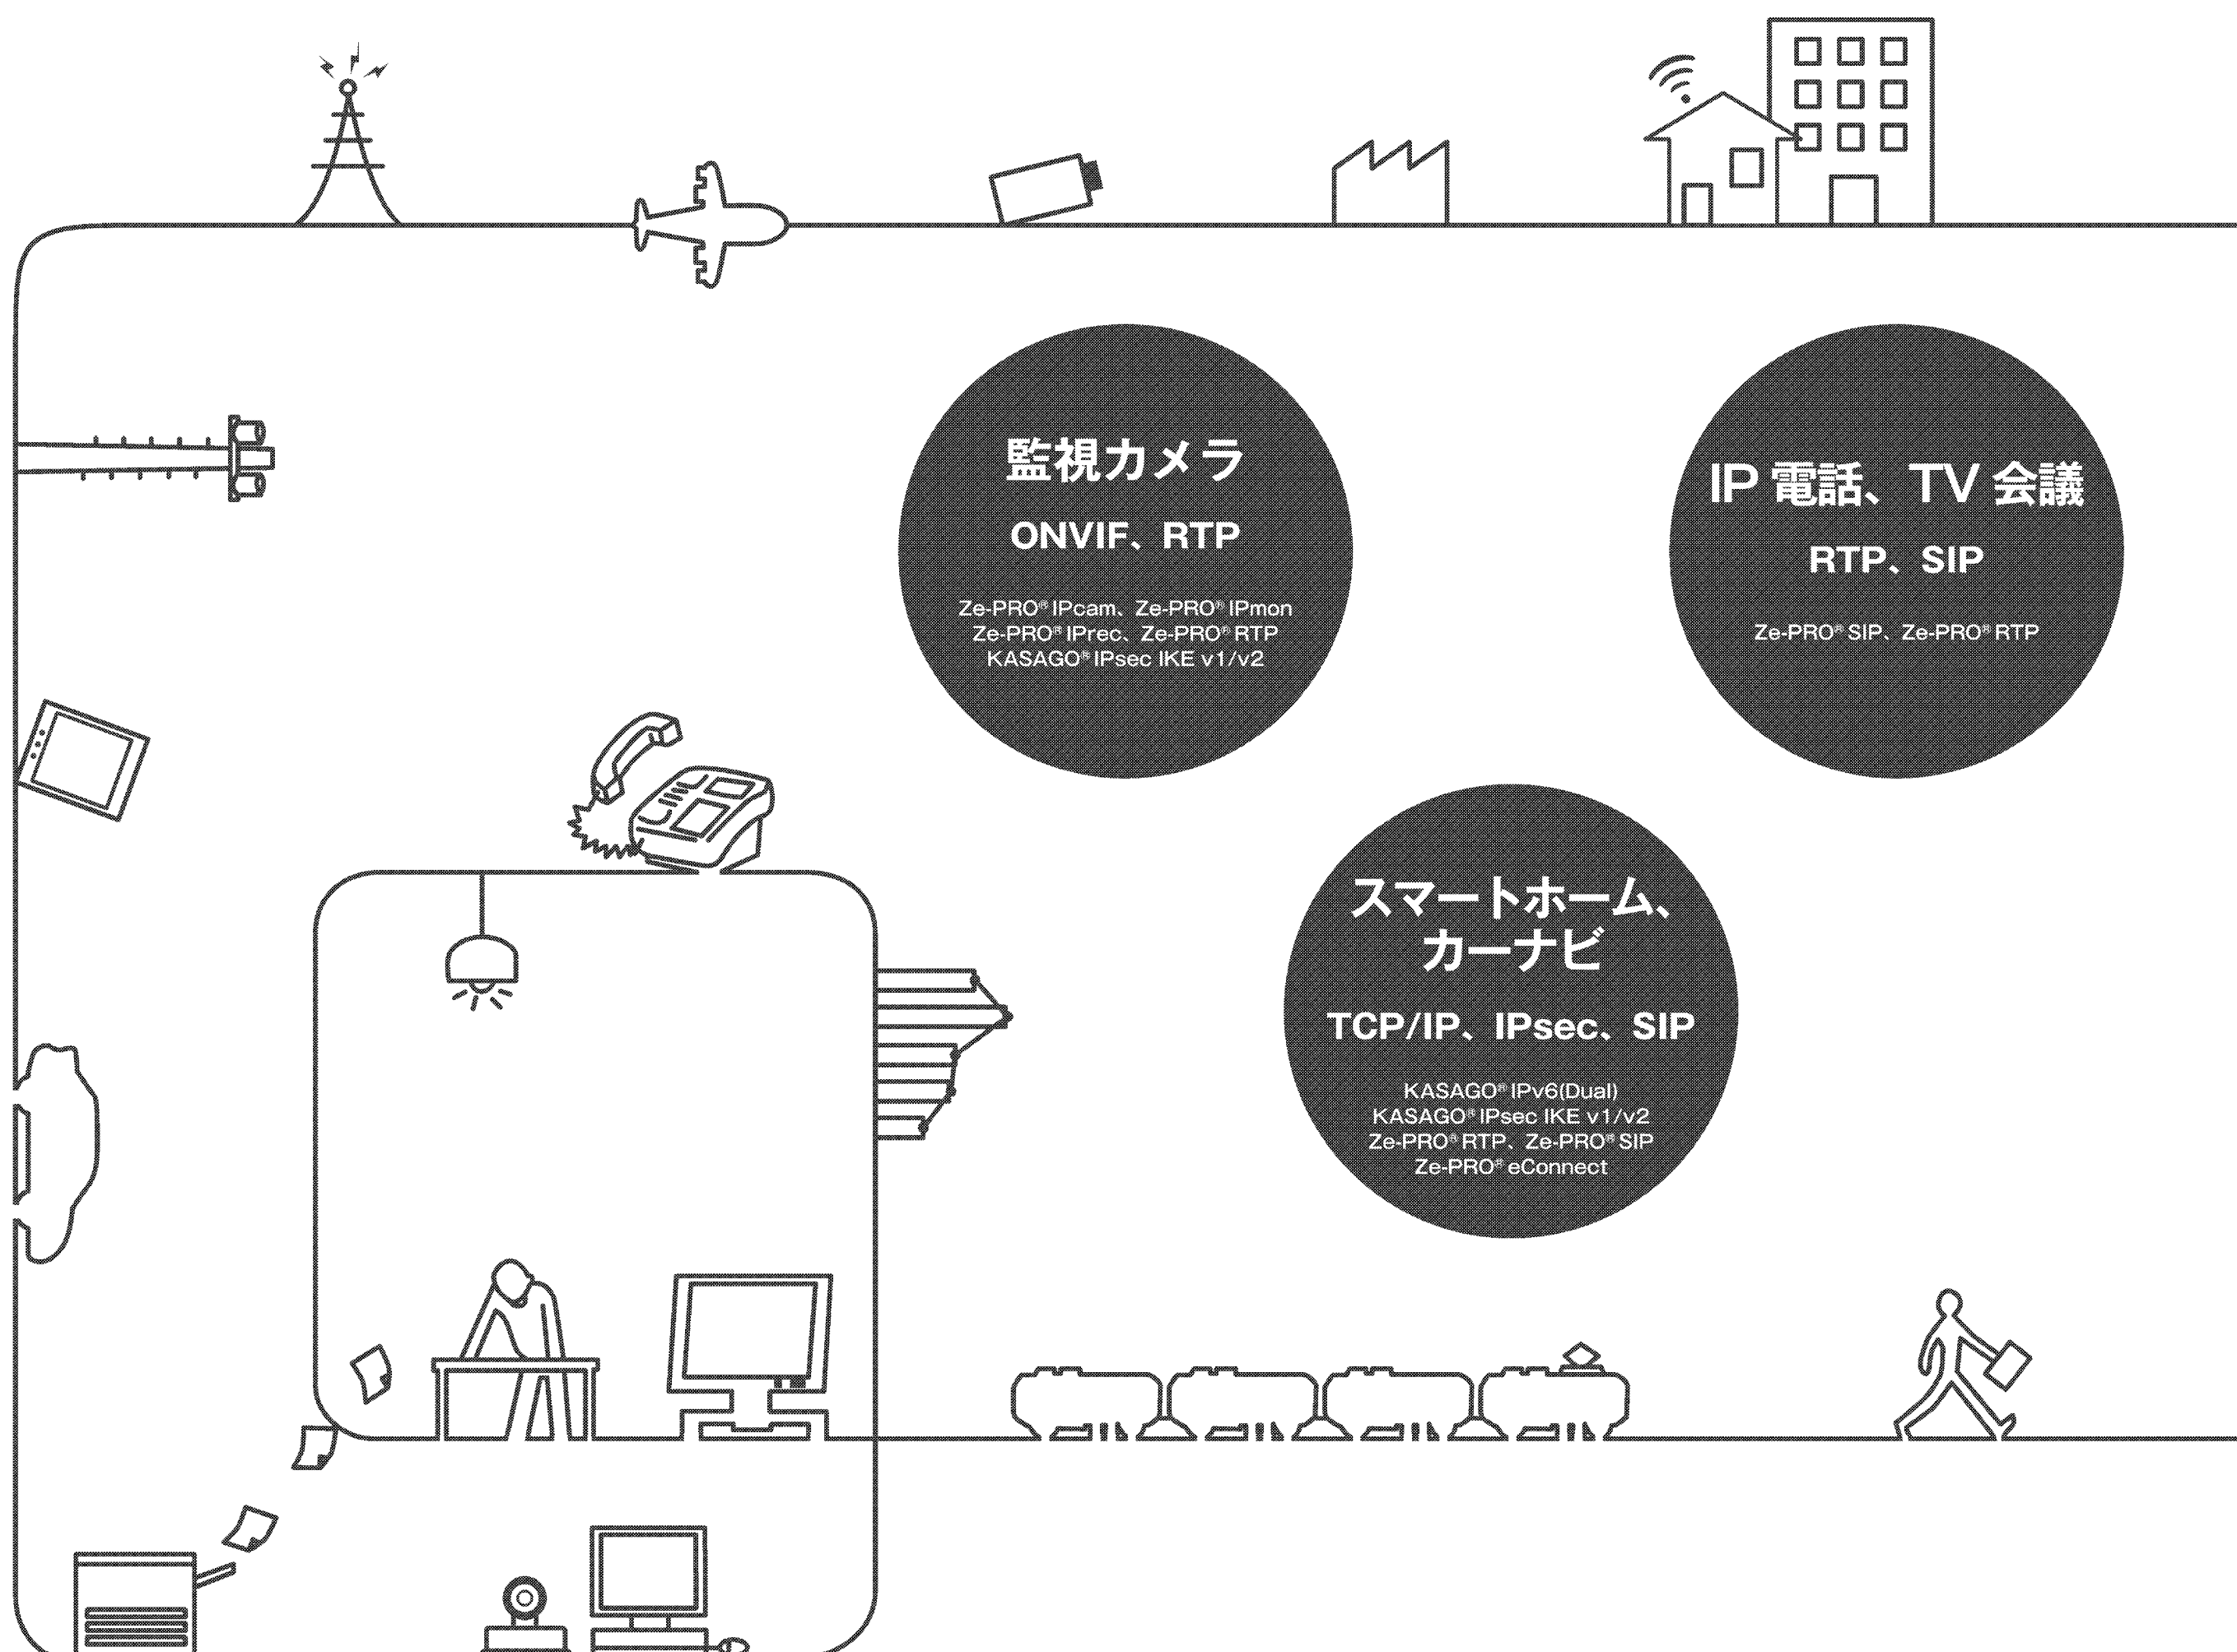 監視カメラ
ONVIF、RTP
Ze-PRO® IPcam、Ze-PRO® IPmon
Ze-PRO® IPrec、Ze-PRO® RTP
KASAGO® IPsec IKE v1/v2
IP 電話、TV 会議
RTP、SIP
Ze-PRO® SIP、Ze-PRO® RTP
スマートホーム、
カーナビ
TCP/IP、IPsec、SIP
KASAGO® IPv6(Dual)
KASAGO® IPsec IKE v1/v2
Ze-PRO® RTP、Ze-PRO® SIP
Ze-PRO® eConnect